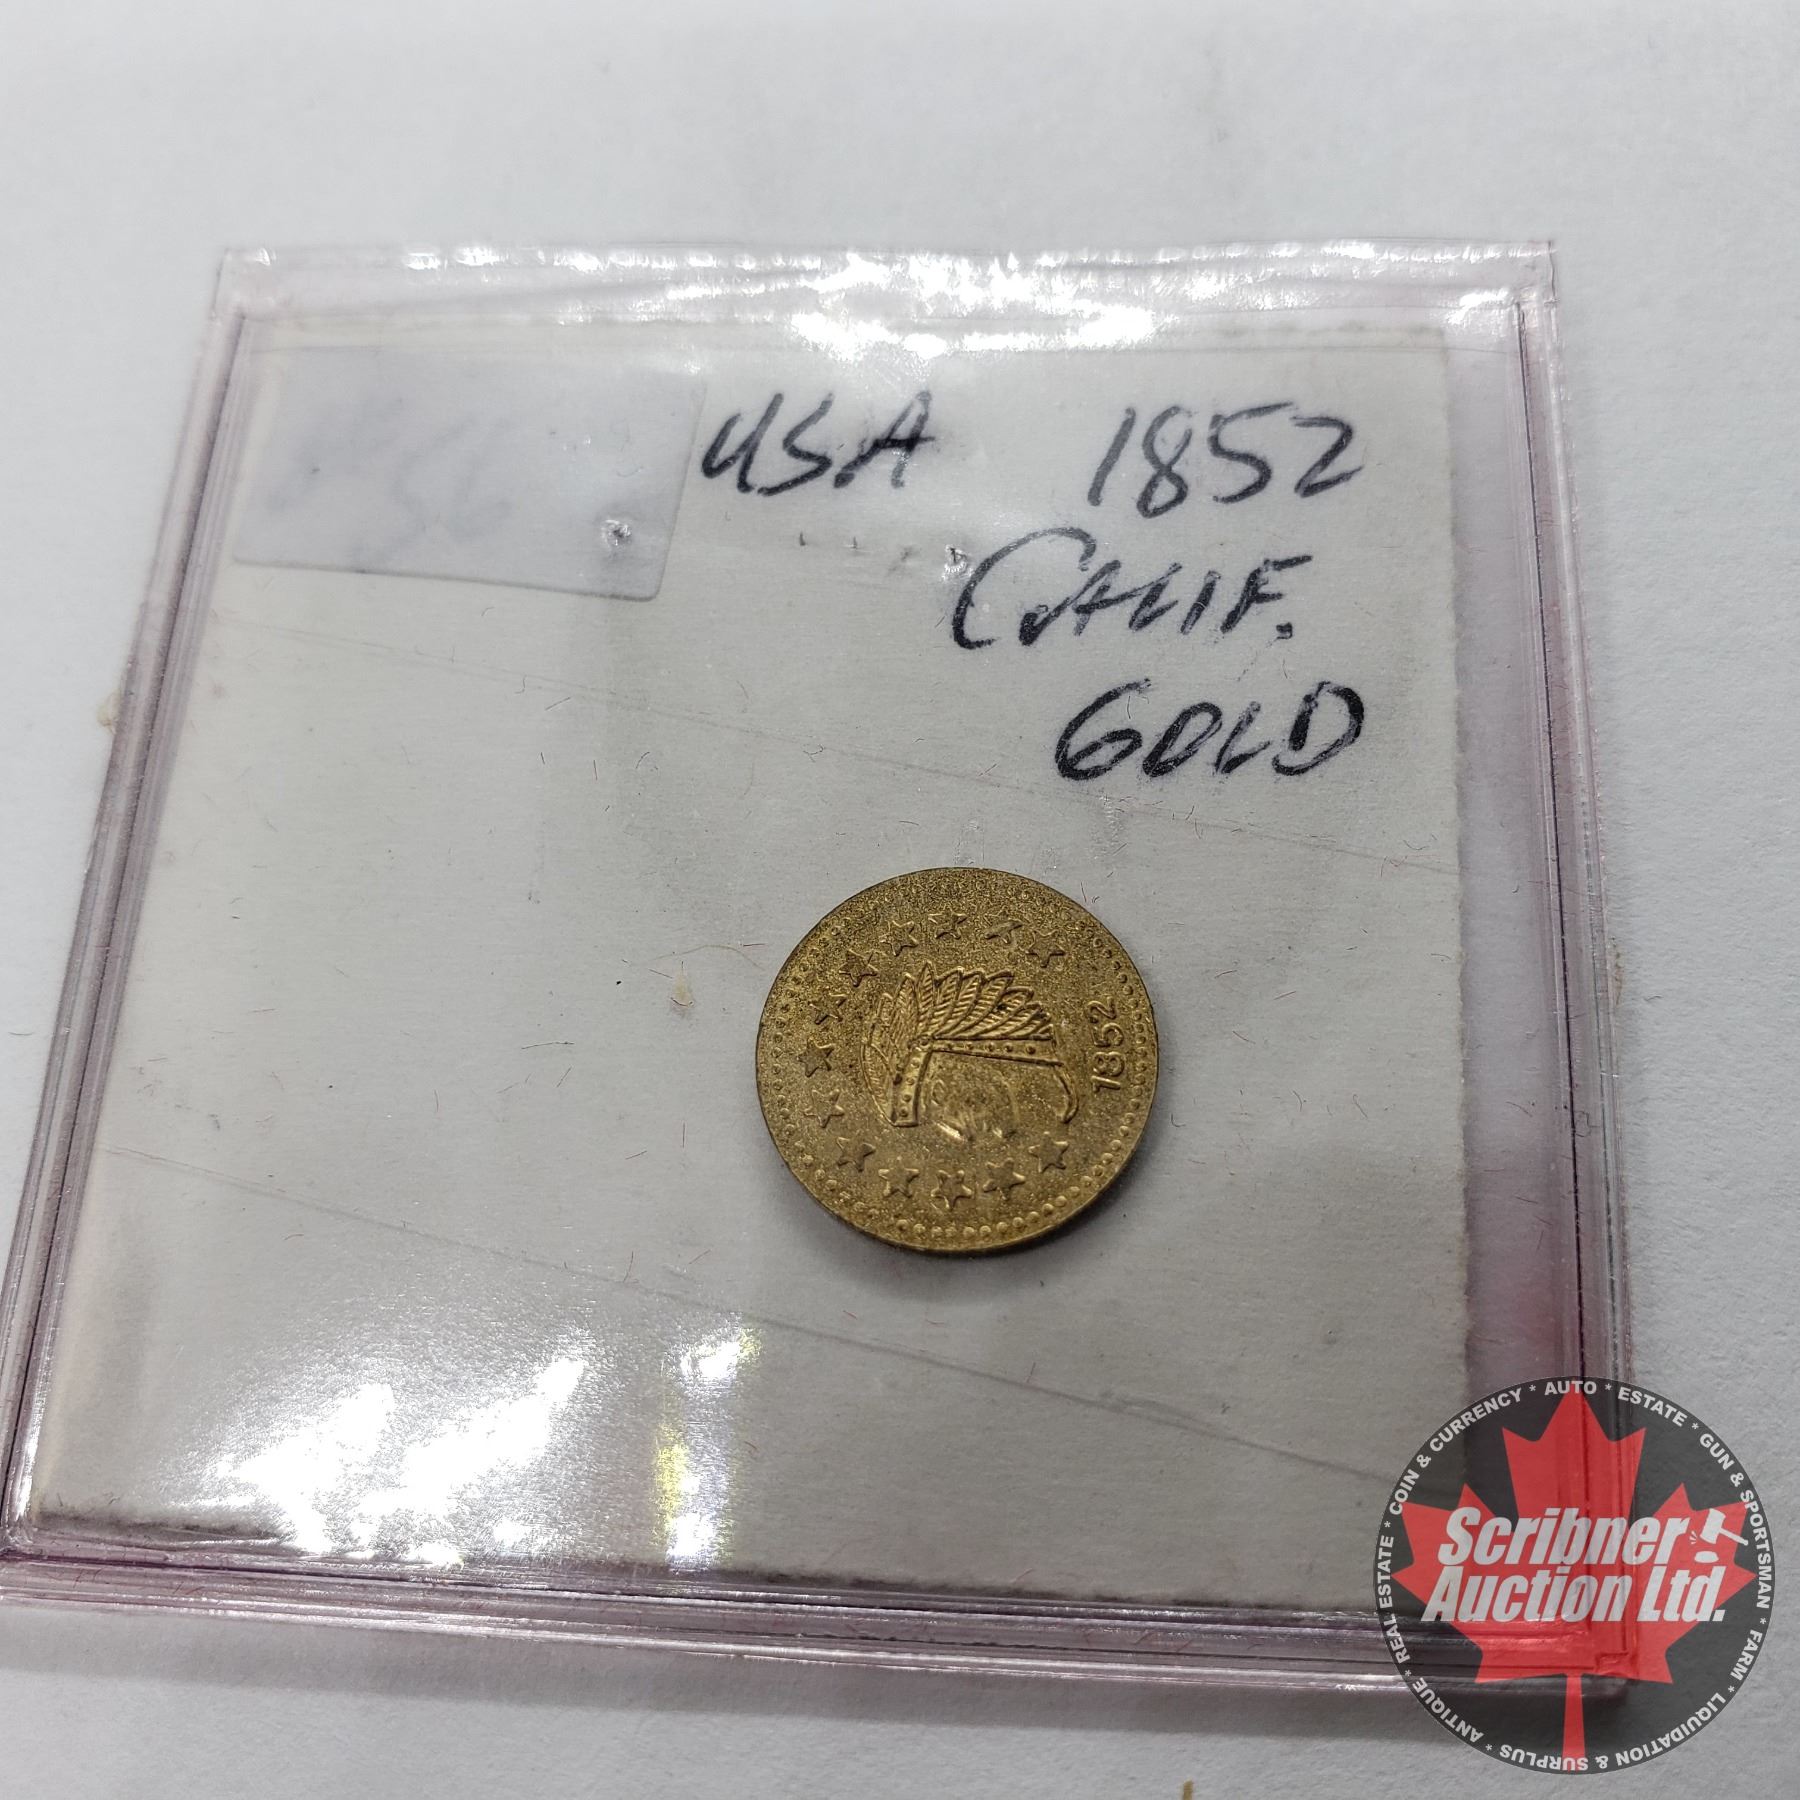 USA 1852
CALIF.
GOLD
1852
REAL ESTATE * COIN & CURRENCY * AUTO * ESTATE * GUN & SPORTSMAN * FARM * LIQUIDATION & SURPLUS * ANTIQUE *
Scribner
Auction Ltd.